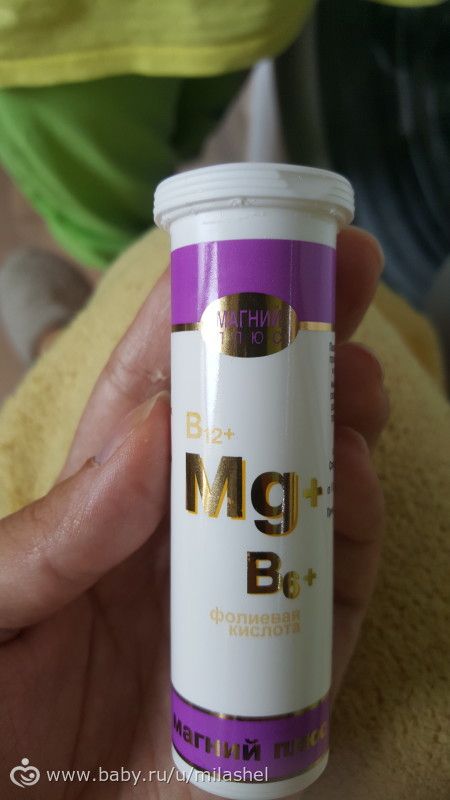 МАГНИЙ
ПЛЮС
B12+
Mg+
B6+
фолиевая
кислота
магний плюс
www.baby.ru/u/milashel